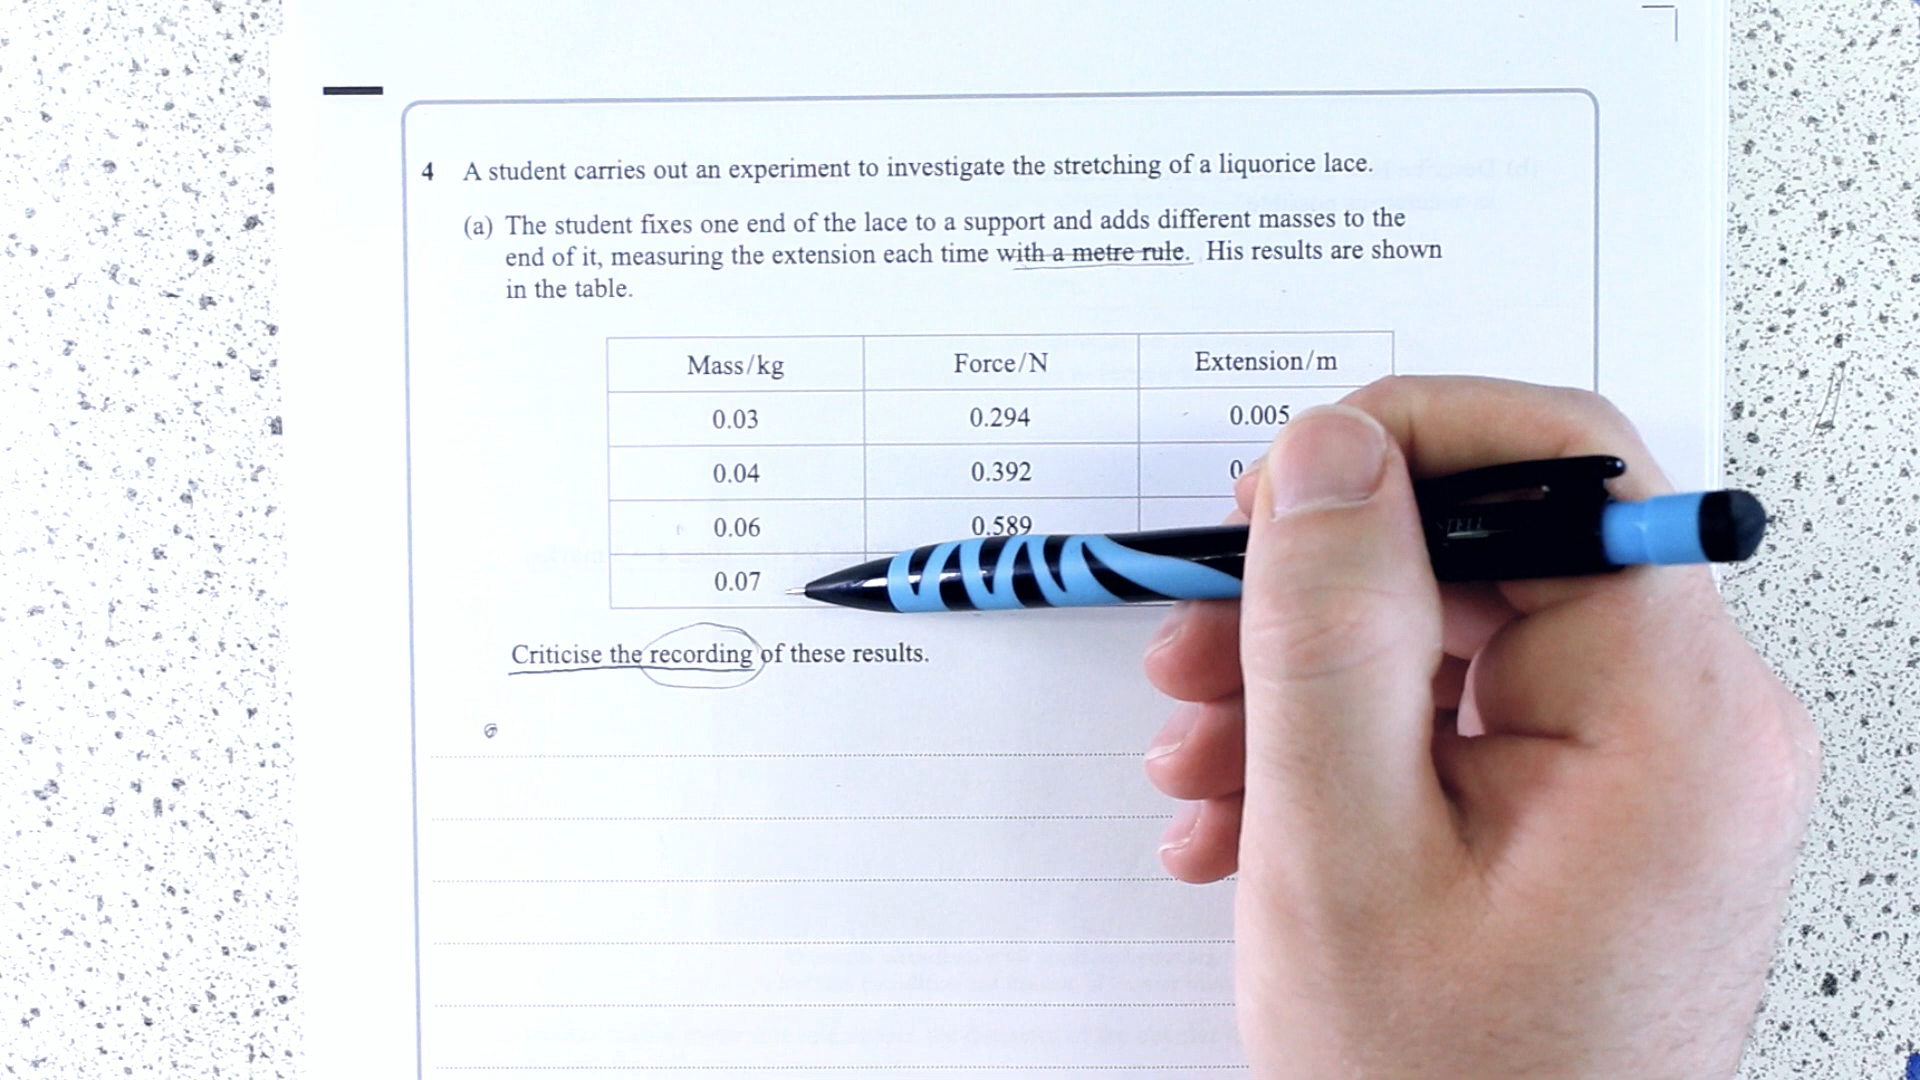 4 A student carries out an experiment to investigate the stretching of a liquorice lace.
(a) The student fixes one end of the lace to a support and adds different masses to the
end of it, measuring the extension each time with a metre rule. His results are shown
in the table.
Mass/kg Force/N Extension/m
0.03 0.294 0.005
0.04 0.392
0.06 0.589
0.07
Criticise the recording of these results.